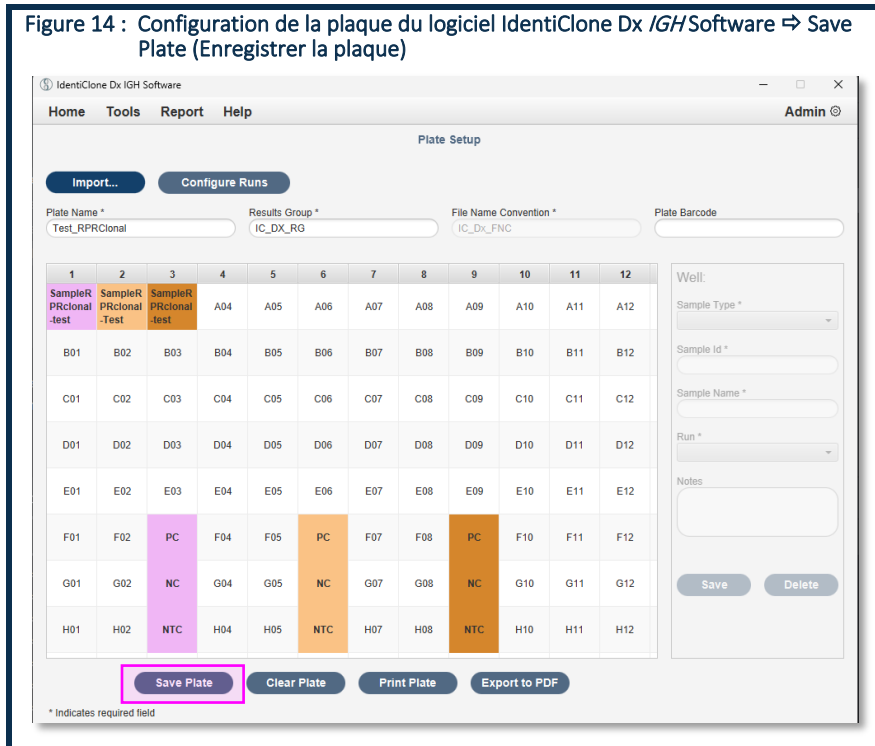 Figure 14 : Configuration de la plaque du logiciel IdentiClone Dx IGH Software ⇨ Save
Plate (Enregistrer la plaque)
IdentiClone Dx IGH Software
Home Tools Report Help Admin
Plate Setup
Import... Configure Runs
Plate Name * Results Group * File Name Convention * Plate Barcode
Test_RPRClonal IC_DX_RG IC_Dx_FNC
1 2 3 4 5 6 7 8 9 10 11 12
SampleR SampleR SampleR
PRclonal PRclonal PRclonal
-test -Test -test
A04 A05 A06 A07 A08 A09 A10 A11 A12
B01 B02 B03 B04 B05 B06 B07 B08 B09 B10 B11 B12
C01 C02 C03 C04 C05 C06 C07 C08 C09 C10 C11 C12
D01 D02 D03 D04 D05 D06 D07 D08 D09 D10 D11 D12
E01 E02 E03 E04 E05 E06 E07 E08 E09 E10 E11 E12
F01 F02 PC F04 F05 PC F07 F08 PC F10 F11 F12
G01 G02 NC G04 G05 NC G07 G08 NC G10 G11 G12
H01 H02 NTC H04 H05 NTC H07 H08 NTC H10 H11 H12
Well:
Sample Type *
Sample Id *
Sample Name *
Run *
Notes
Save Delete
Save Plate Clear Plate Print Plate Export to PDF
* Indicates required field